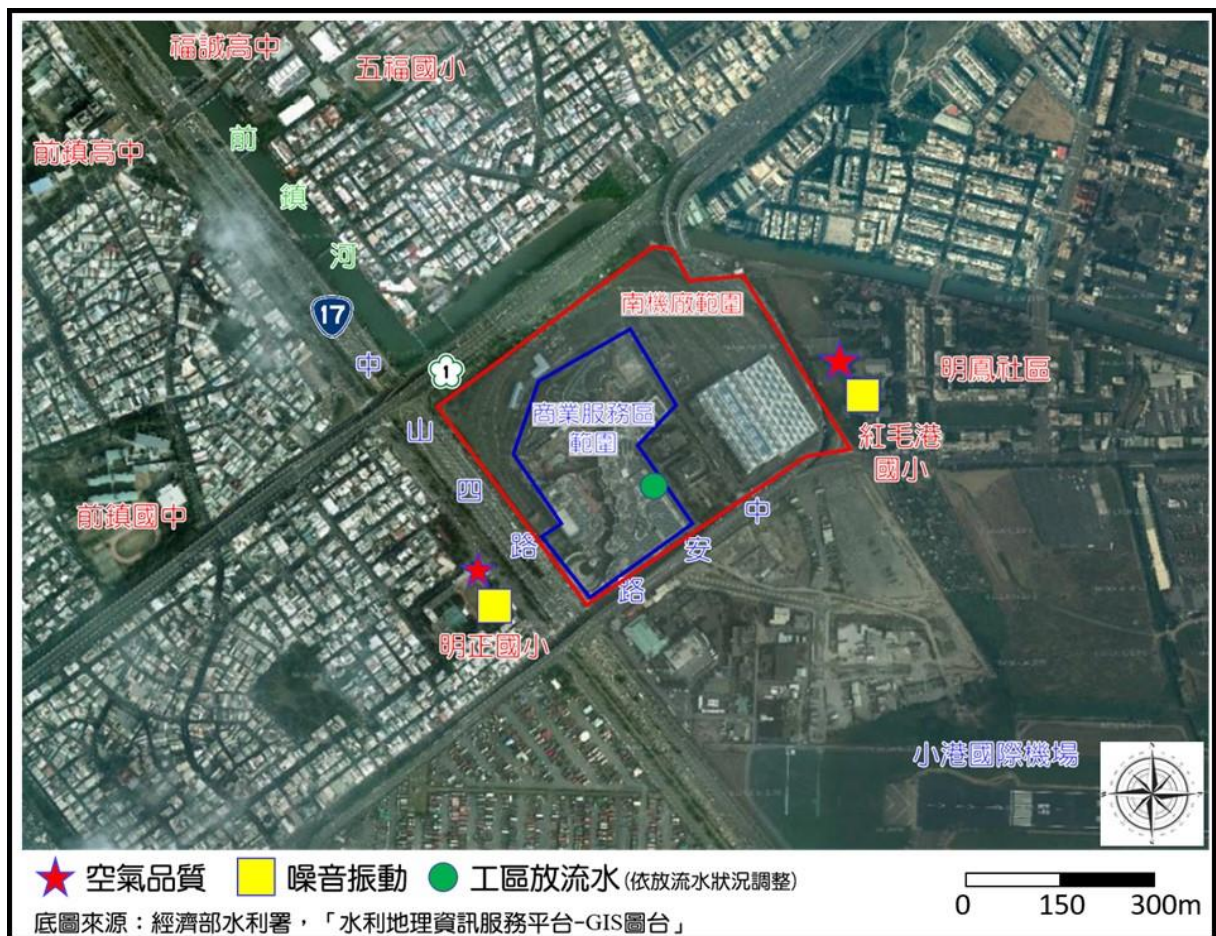 福誠高中
五福國小
前鎮高中
前鎮河
17
中山四路
1
南機廠範圍
商業服務區
範圍
明鳳社區
紅毛港
國小
前鎮國中
中安路
明正國小
小港國際機場
空氣品質 噪音振動 工區放流水(依放流水狀況調整)
0 150 300m
底圖來源:經濟部水利署,「水利地理資訊服務平台-GIS圖台」